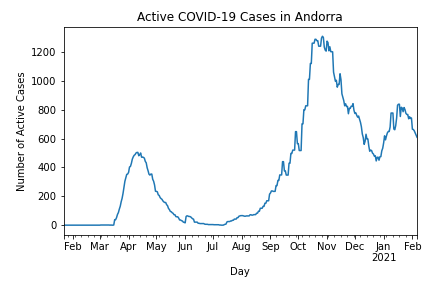 Active COVID-19 Cases in Andorra
Number of Active Cases
1200
1000
800
600
400
200
0
Feb Mar Apr May Jun Jul Aug Sep Oct Nov Dec Jan Feb
2021
Day